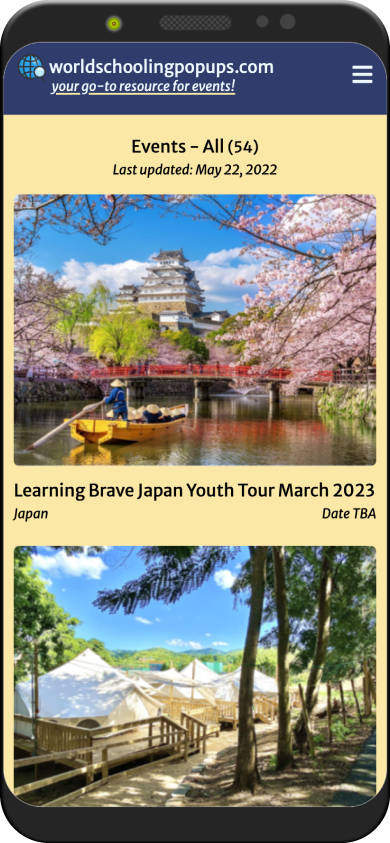 worldschoolingpopups.com
your go-to resource for events!
Events - All (54)
Last updated: May 22, 2022
Learning Brave Japan Youth Tour March 2023
Japan
Date TBA